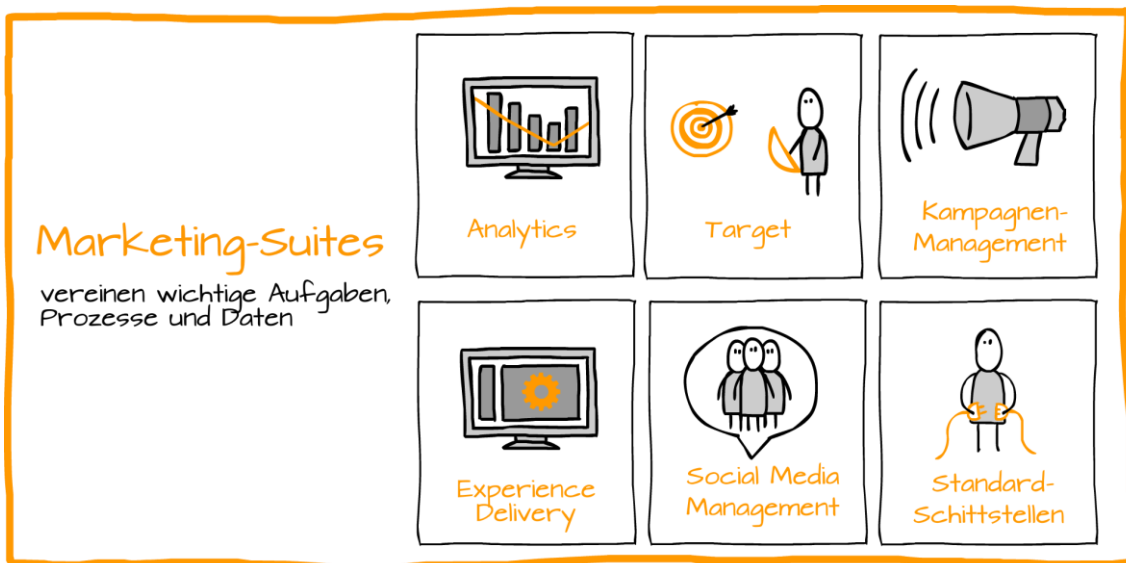 Marketing-Suites
vereinen wichtige Aufgaben,
Prozesse und Daten
Analytics
Target
Kampagnen-
Management
Experience
Delivery
Social Media
Management
Standard-
Schittstellen